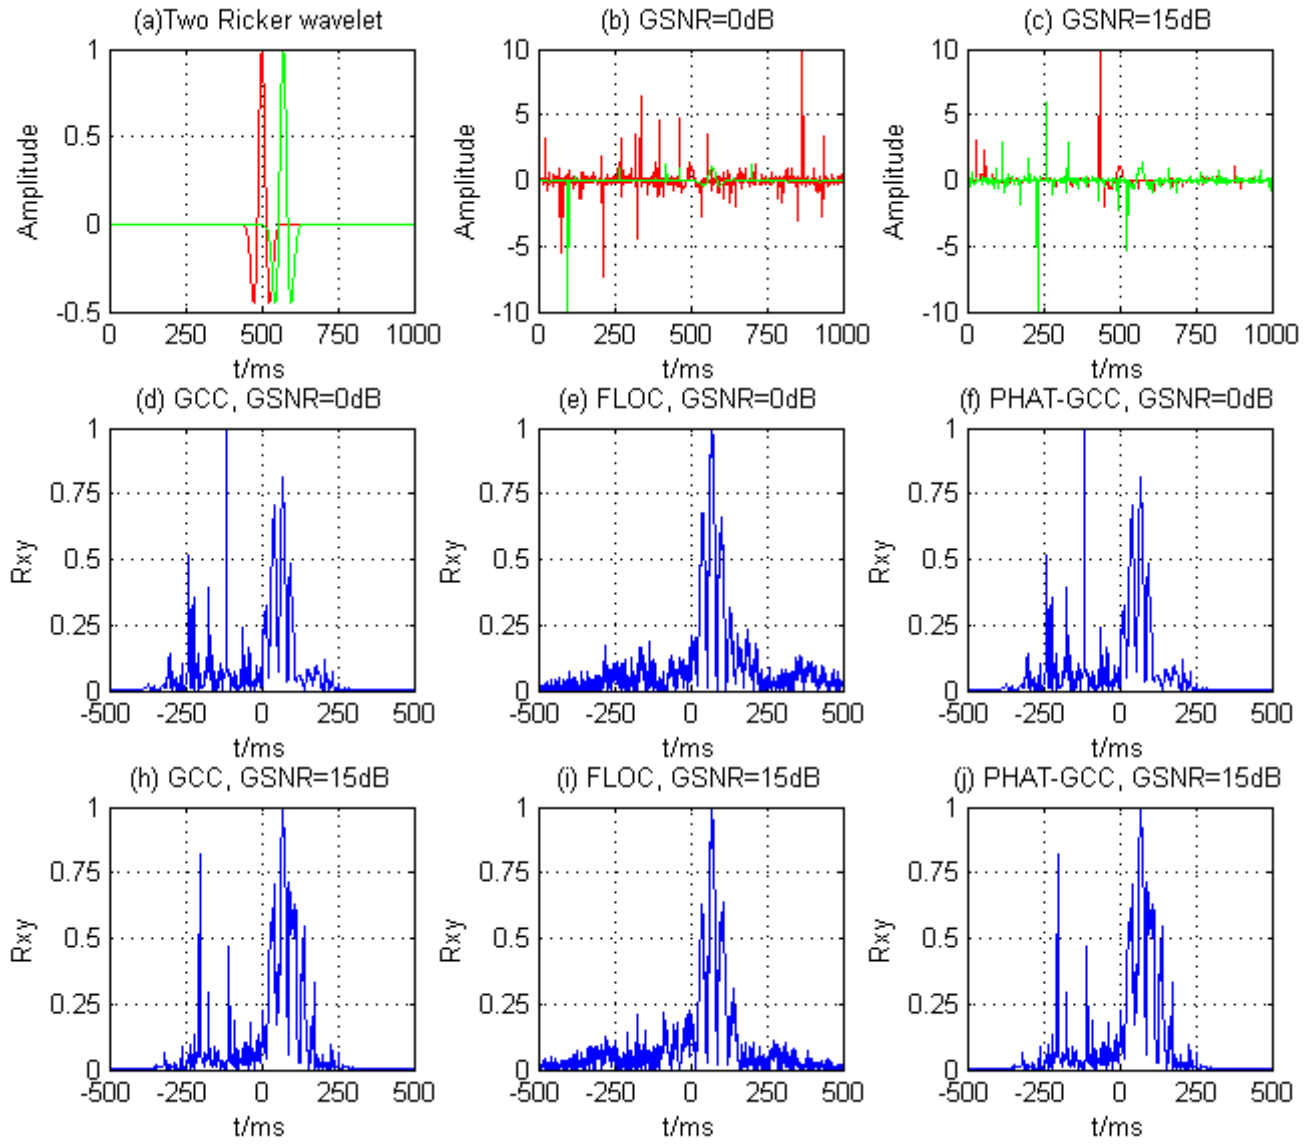 (a)Two Ricker wavelet
(b) GSNR=0dB
(c) GSNR=15dB
Amplitude
1
0.5
0
-0.5
0 250 500 750 1000
t/ms
Amplitude
10
5
0
-5
-10
0 250 500 750 1000
t/ms
Amplitude
10
5
0
-5
-10
0 250 500 750 1000
t/ms
(d) GCC, GSNR=0dB
(e) FLOC, GSNR=0dB
(f) PHAT-GCC, GSNR=0dB
Rxy
1
0.75
0.5
0.25
0
-500 -250 0 250 500
t/ms
Rxy
1
0.75
0.5
0.25
0
-500 -250 0 250 500
t/ms
Rxy
1
0.75
0.5
0.25
0
-500 -250 0 250 500
t/ms
(h) GCC, GSNR=15dB
(i) FLOC, GSNR=15dB
(j) PHAT-GCC, GSNR=15dB
Rxy
1
0.75
0.5
0.25
0
-500 -250 0 250 500
t/ms
Rxy
1
0.75
0.5
0.25
0
-500 -250 0 250 500
t/ms
Rxy
1
0.75
0.5
0.25
0
-500 -250 0 250 500
t/ms